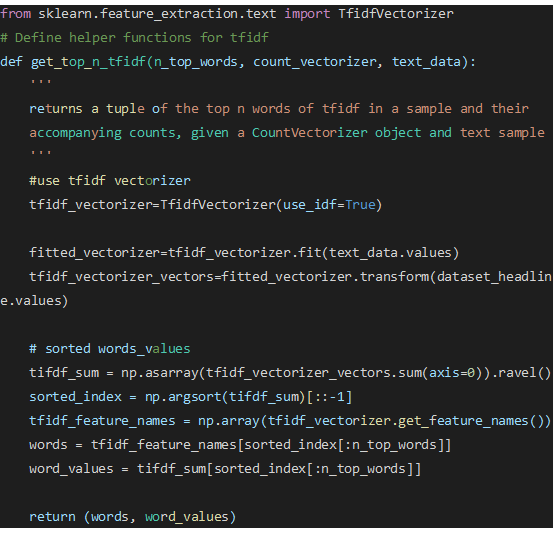 from sklearn.feature_extraction.text import TfidfVectorizer
# Define helper functions for tfidf
def get_top_n_tfidf(n_top_words, count_vectorizer, text_data):
    '''
    returns a tuple of the top n words of tfidf in a sample and their
    accompanying counts, given a CountVectorizer object and text sample
    '''
    #use tfidf vectorizer
    tfidf_vectorizer=TfidfVectorizer(use_idf=True)
    fitted_vectorizer=tfidf_vectorizer.fit(text_data.values)
    tfidf_vectorizer_vectors=fitted_vectorizer.transform(dataset_headlin
e.values)
    # sorted words_values
    tifdf_sum = np.asarray(tfidf_vectorizer_vectors.sum(axis=0)).ravel()
    sorted_index = np.argsort(tifdf_sum)[::-1]
    tfidf_feature_names = np.array(tfidf_vectorizer.get_feature_names())
    words = tfidf_feature_names[sorted_index[:n_top_words]]
    word_values = tifdf_sum[sorted_index[:n_top_words]]
    return (words, word_values)